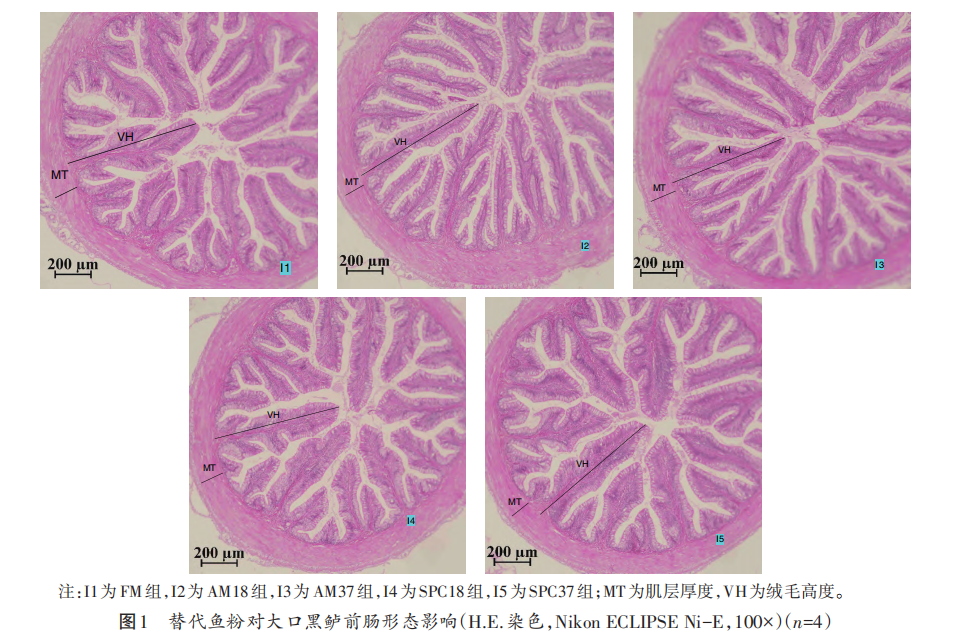 VH
MT
200 μm
I1
VH
MT
200 μm
I2
VH
MT
200 μm
I3
VH
MT
200 μm
I4
VH
MT
200 μm
I5
注:I1为FM组,I2为AM18组,I3为AM37组,I4为SPC18组,I5为SPC37组;MT为肌层厚度,VH为绒毛高度。
图1 替代鱼粉对大口黑鲈前肠形态影响(H.E.染色,Nikon ECLIPSE Ni-E,100×)(n=4)